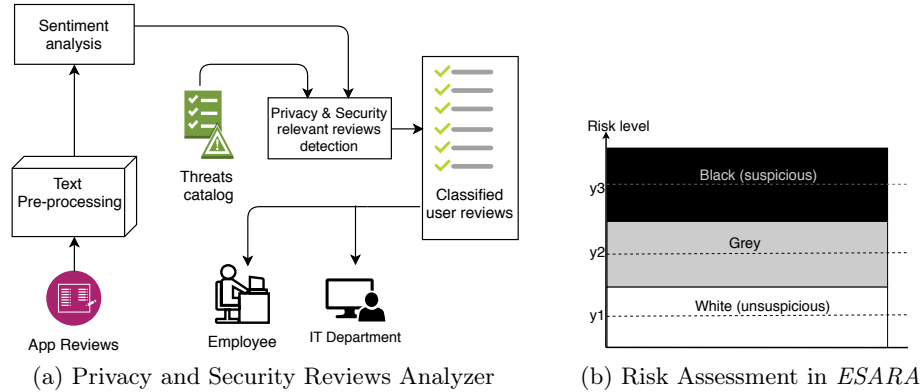 Sentiment
analysis
Text
Pre-processing
App Reviews
Threats
catalog
Privacy & Security
relevant reviews
detection
Classified
user reviews
Employee
IT Department
(a) Privacy and Security Reviews Analyzer
Risk level
y3
Black (suspicious)
y2
Grey
y1
White (unsuspicious)
(b) Risk Assessment in ESARA